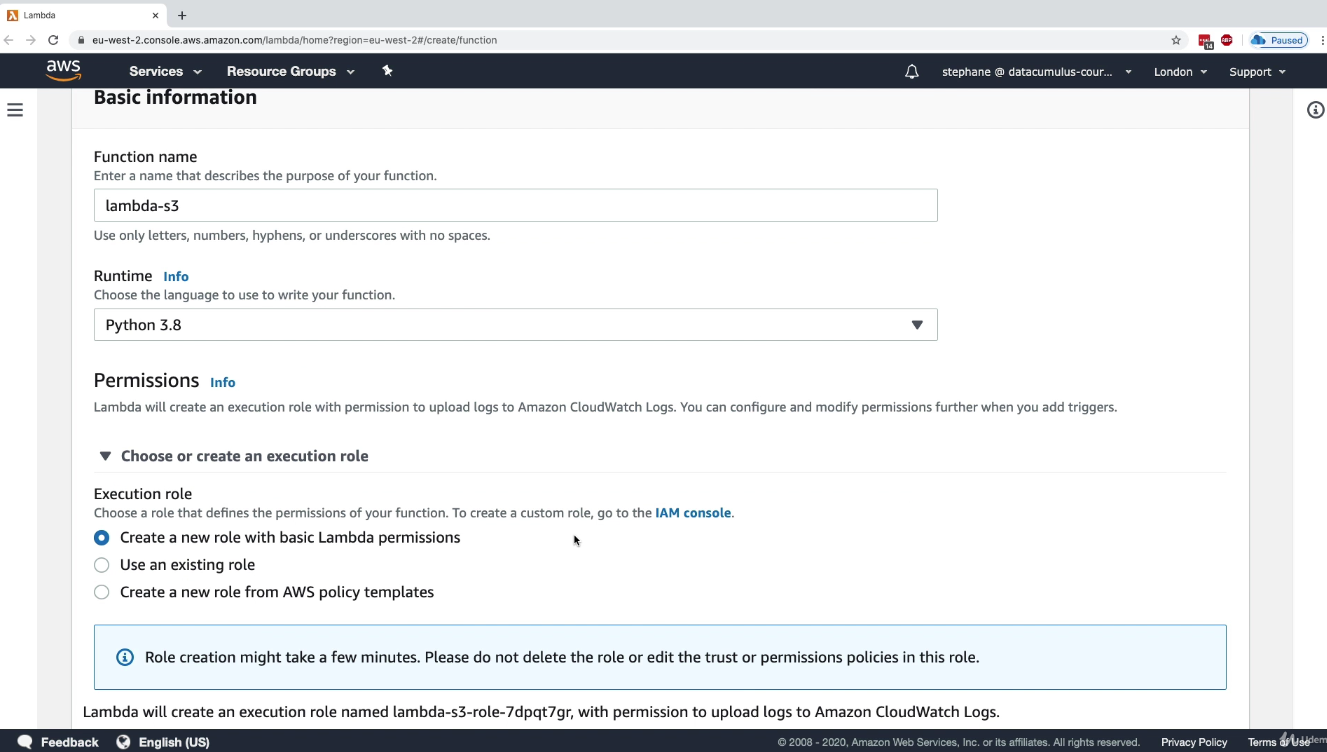 Lambda
eu-west-2.console.aws.amazon.com/lambda/home?region=eu-west-2#/create/function
14
ABP
Paused
aws
Services
Resource Groups
stephane @ datacumulus-cour...
London
Support
Basic information
Function name
Enter a name that describes the purpose of your function.
lambda-s3
Use only letters, numbers, hyphens, or underscores with no spaces.
Runtime Info
Choose the language to use to write your function.
Python 3.8
Permissions Info
Lambda will create an execution role with permission to upload logs to Amazon CloudWatch Logs. You can configure and modify permissions further when you add triggers.
Choose or create an execution role
Execution role
Choose a role that defines the permissions of your function. To create a custom role, go to the IAM console.
Create a new role with basic Lambda permissions
Use an existing role
Create a new role from AWS policy templates
Role creation might take a few minutes. Please do not delete the role or edit the trust or permissions policies in this role.
Lambda will create an execution role named lambda-s3-role-7dpqt7gr, with permission to upload logs to Amazon CloudWatch Logs.
Feedback
English (US)
© 2008 - 2020, Amazon Web Services, Inc. or its affiliates. All rights reserved.
Privacy Policy
Terms of Use